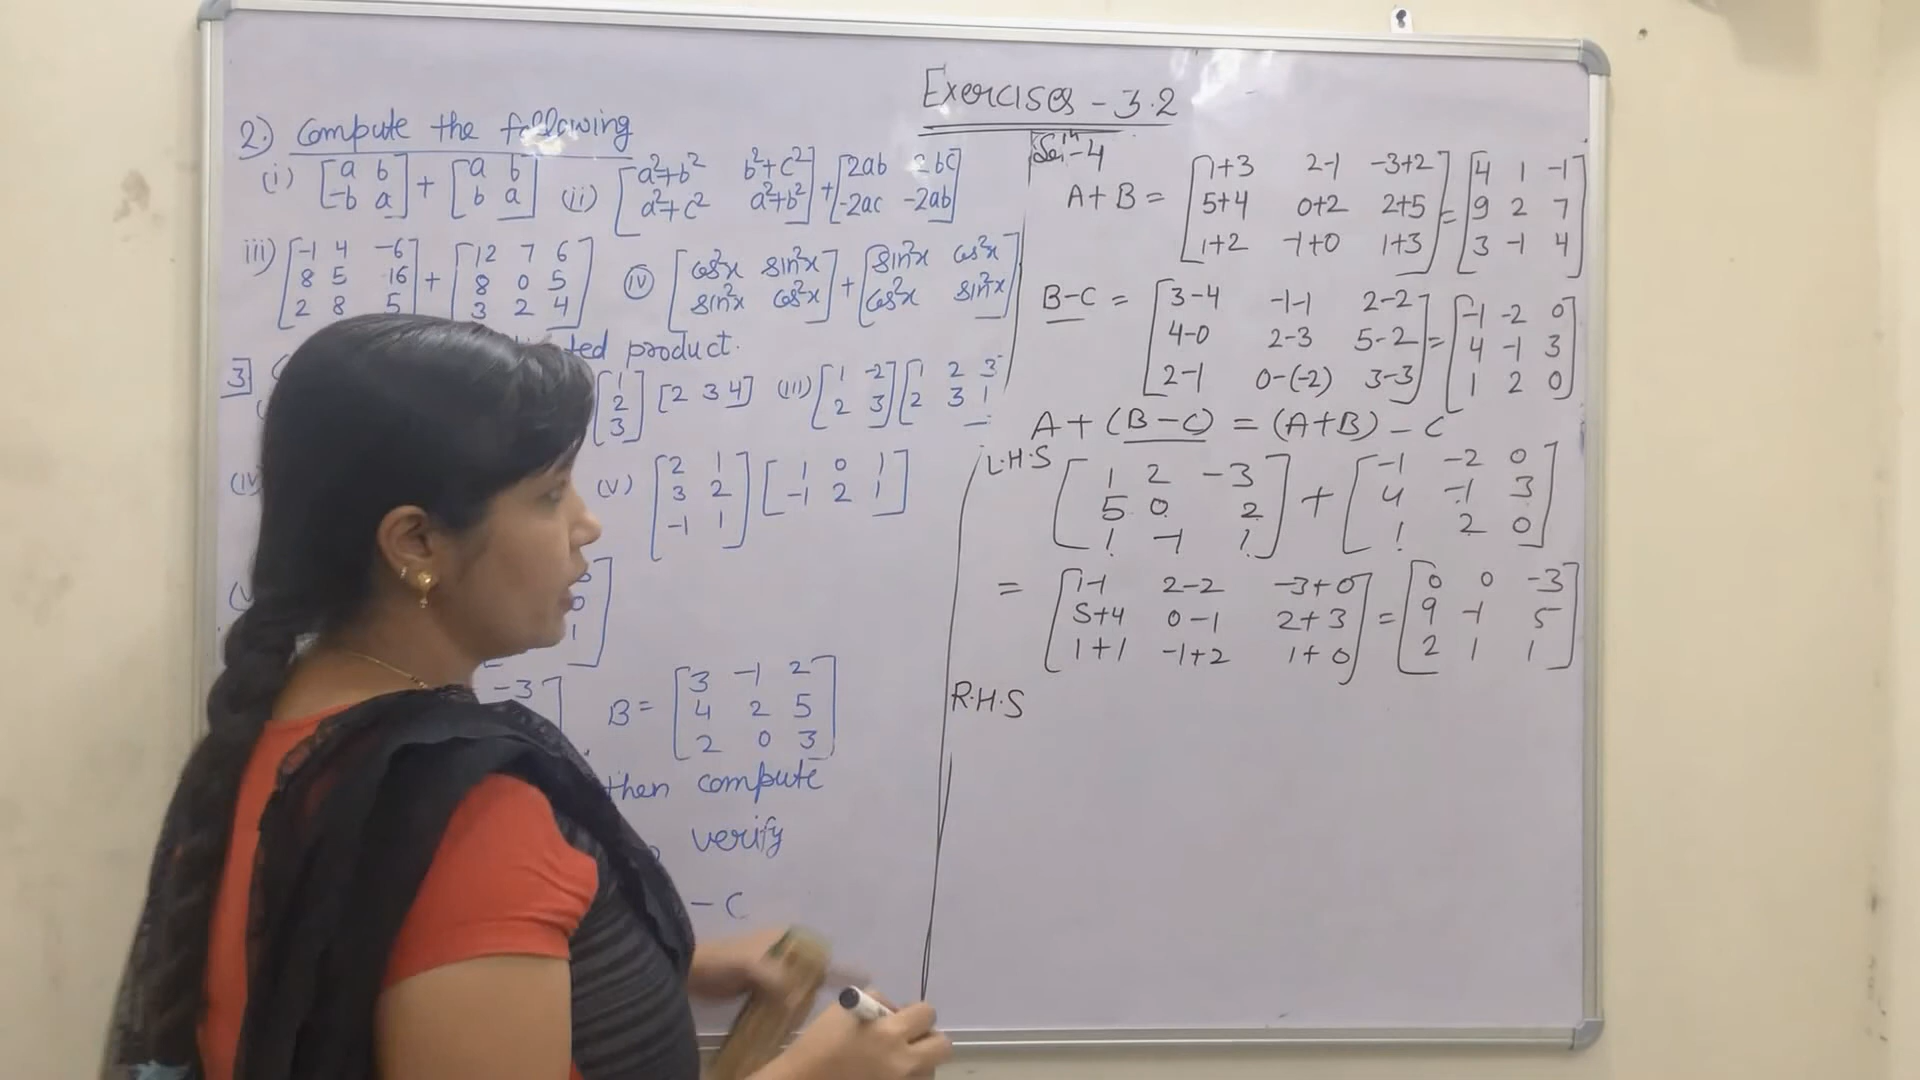 Exercises - 3.2
2.) Compute the following
(i) [a b] + [a b] (ii) [a²+b² b²+c²] + [2ab 2bc]
[-b a] [b a] [a²+c² a²+b²] [-2ac -2ab]
iii) [-1 4 -6] + [12 7 6] (iv) [cos²x sin²x] + [sin²x cos²x]
[8 5 16] [8 0 5] [sin²x cos²x] [cos²x sin²x]
[2 8 5] [3 2 4]
3] product.
[1] [2 3 4] (iii) [1 -2] [1 2 3]
[2] [2 3] [2 3 1]
[3]
(iv (v) [2 1] [1 0 1]
[3 2] [-1 2 1]
[-1 1]
0
1
-3] B = [3 -1 2]
[4 2 5]
[2 0 3]
then compute
verify
- C
Sol:n-4
A+B = [1+3 2-1 -3+2] = [4 1 -1]
[5+4 0+2 2+5] [9 2 7]
[1+2 -1+0 1+3] [3 -1 4]
B-C = [3-4 -1-1 2-2] = [-1 -2 0]
[4-0 2-3 5-2] [4 -1 3]
[2-1 0-(-2) 3-3] [1 2 0]
A + (B-C) = (A+B) - C
L.H.S [1 2 -3] + [-1 -2 0]
[5 0 2] [4 -1 3]
[1 -1 1] [1 2 0]
= [1-1 2-2 -3+0] = [0 0 -3]
[5+4 0-1 2+3] [9 -1 5]
[1+1 -1+2 1+0] [2 1 1]
R.H.S